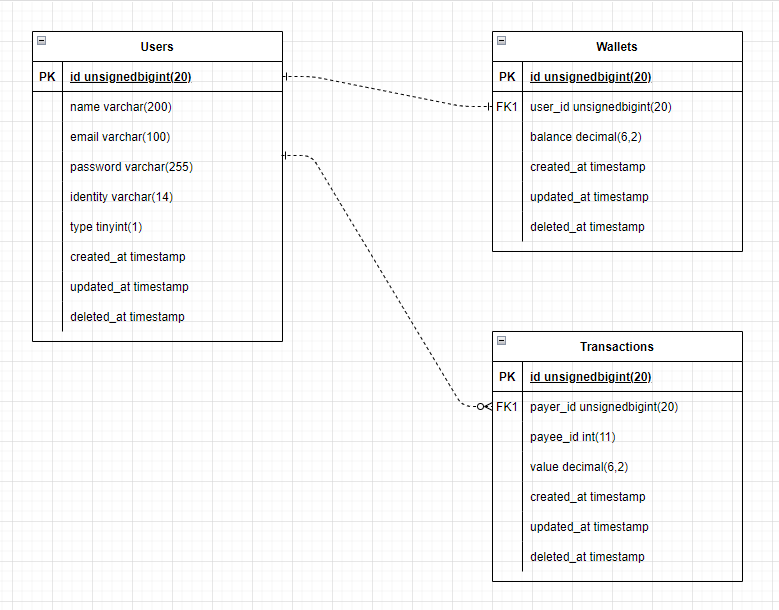 Users
PK id unsignedbigint(20)
name varchar(200)
email varchar(100)
password varchar(255)
identity varchar(14)
type tinyint(1)
created_at timestamp
updated_at timestamp
deleted_at timestamp
Wallets
PK id unsignedbigint(20)
FK1 user_id unsignedbigint(20)
balance decimal(6,2)
created_at timestamp
updated_at timestamp
deleted_at timestamp
Transactions
PK id unsignedbigint(20)
FK1 payer_id unsignedbigint(20)
payee_id int(11)
value decimal(6,2)
created_at timestamp
updated_at timestamp
deleted_at timestamp